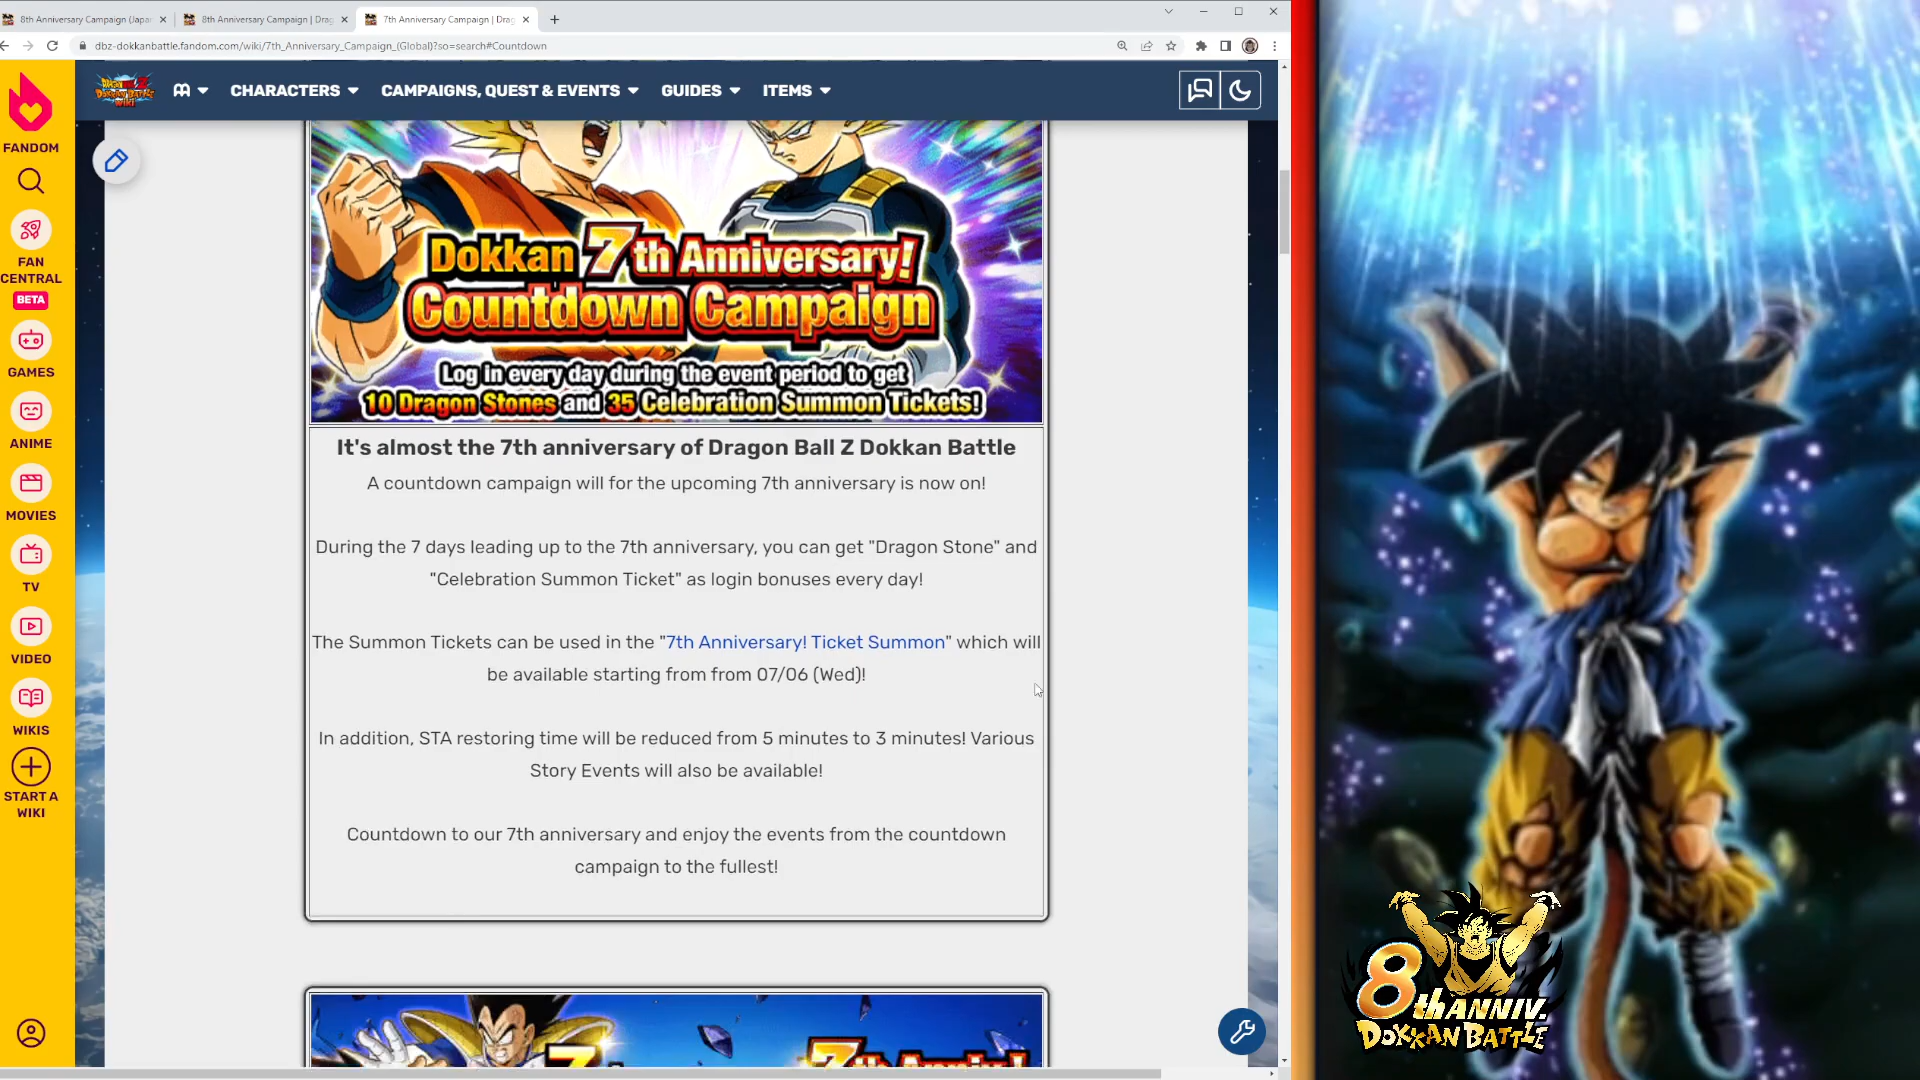 8th Anniversary Campaign (Japa
8th Anniversary Campaign | Drag
7th Anniversary Campaign | Drag
dbz-dokkanbattle.fandom.com/wiki/7th_Anniversary_Campaign_(Global)?so=search#Countdown
CHARACTERS
CAMPAIGNS, QUEST & EVENTS
GUIDES
ITEMS
FANDOM
FAN
CENTRAL
BETA
GAMES
ANIME
MOVIES
TV
VIDEO
WIKIS
START A
WIKI
Dokkan 7th Anniversary!
Countdown Campaign
Log in every day during the event period to get
10 Dragon Stones and 35 Celebration Summon Tickets!
It's almost the 7th anniversary of Dragon Ball Z Dokkan Battle
A countdown campaign will for the upcoming 7th anniversary is now on!
During the 7 days leading up to the 7th anniversary, you can get "Dragon Stone" and
"Celebration Summon Ticket" as login bonuses every day!
The Summon Tickets can be used in the "7th Anniversary! Ticket Summon" which will
be available starting from from 07/06 (Wed)!
In addition, STA restoring time will be reduced from 5 minutes to 3 minutes! Various
Story Events will also be available!
Countdown to our 7th anniversary and enjoy the events from the countdown
campaign to the fullest!
7th Anniv!
8thANNIV.
DOKKAN BATTLE